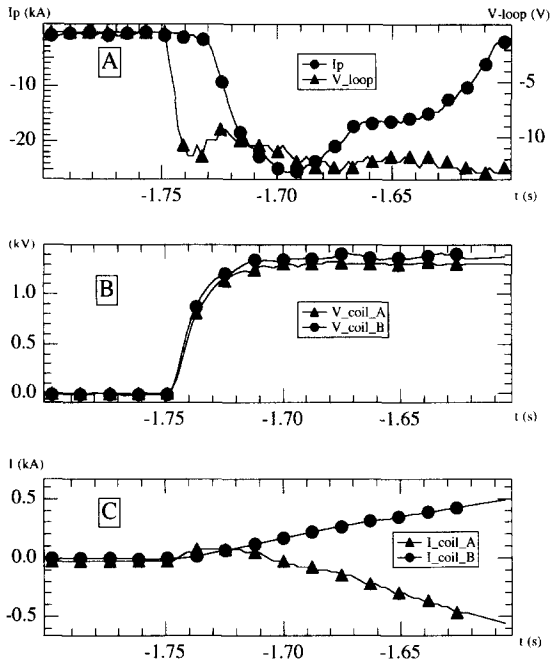 Ip (kA) V-loop (V)
A
Ip
V_loop
-10
-20
-5
-10
-1.75 -1.70 -1.65
t (s)
(kV)
B
V_coil_A
V_coil_B
1.0
0.5
0.0
-1.75 -1.70 -1.65
t (s)
I (kA)
C
I_coil_A
I_coil_B
0.5
0.0
-0.5
-1.75 -1.70 -1.65
t (s)